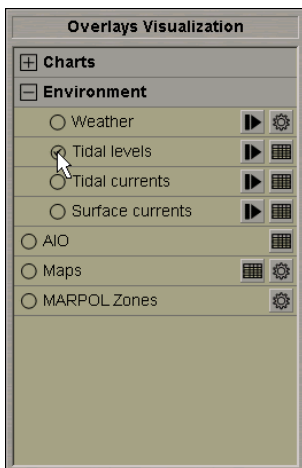 Overlays Visualization
Charts
Environment
Weather
Tidal levels
Tidal currents
Surface currents
AIO
Maps
MARPOL Zones